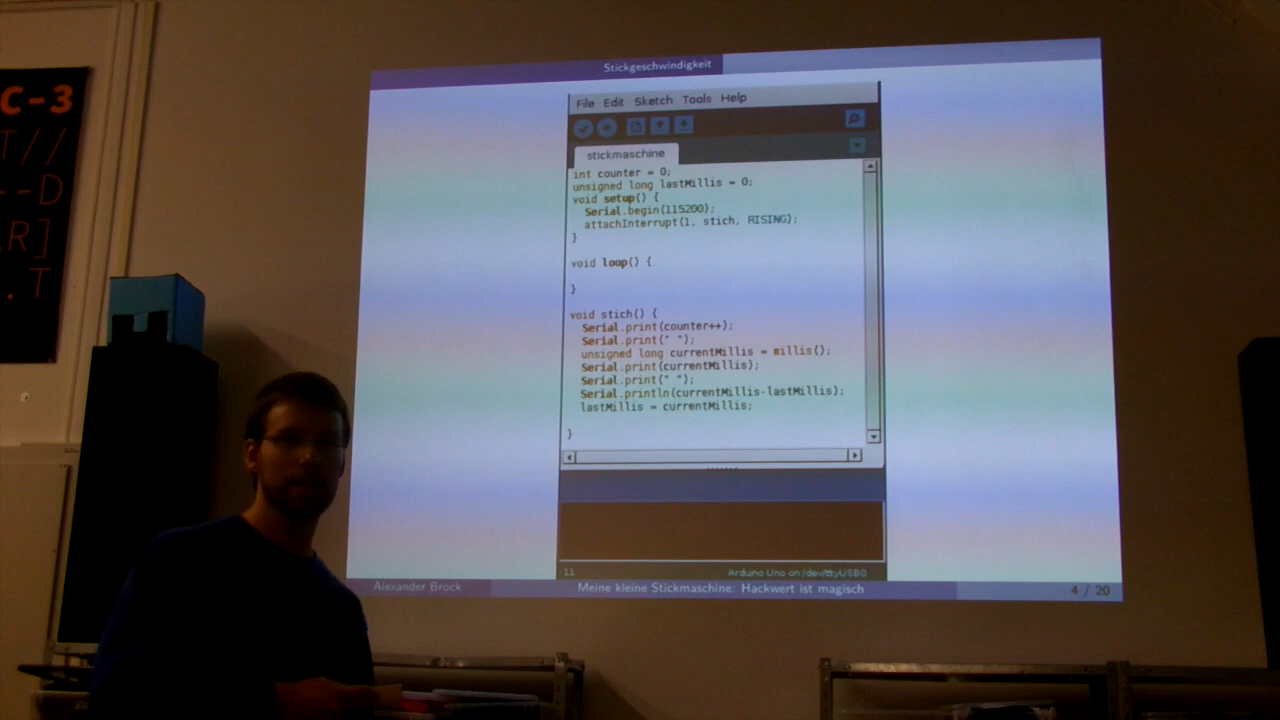 C-3
T//
--D
R]
.T
Stickgeschwindigkeit
File Edit Sketch Tools Help
stickmaschine
int counter = 0;
unsigned long lastMillis = 0;
void setup() {
Serial.begin(115200);
attachInterrupt(1, stich, RISING);
}
void loop() {
}
void stich() {
Serial.print(counter++);
Serial.print(" ");
unsigned long currentMillis = millis();
Serial.print(currentMillis);
Serial.print(" ");
Serial.println(currentMillis-lastMillis);
lastMillis = currentMillis;
}
11
Arduino Uno on /dev/ttyUSB0
Alexander Brock
Meine kleine Stickmaschine: Hackwert ist magisch
4 / 20